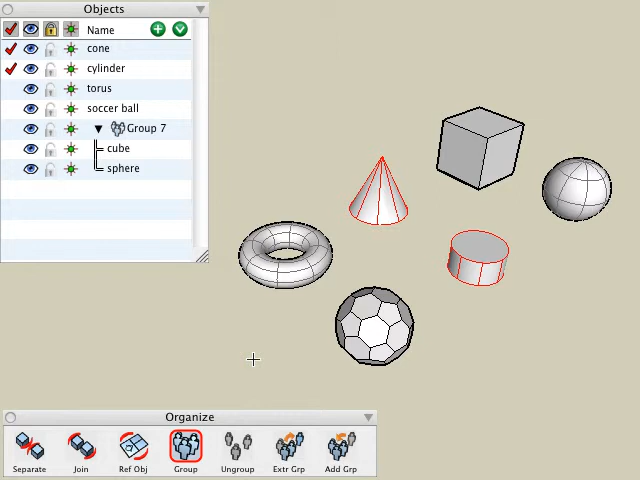 Objects
Name
cone
cylinder
torus
soccer ball
Group 7
cube
sphere
Organize
Separate Join Ref Obj Group Ungroup Extr Grp Add Grp